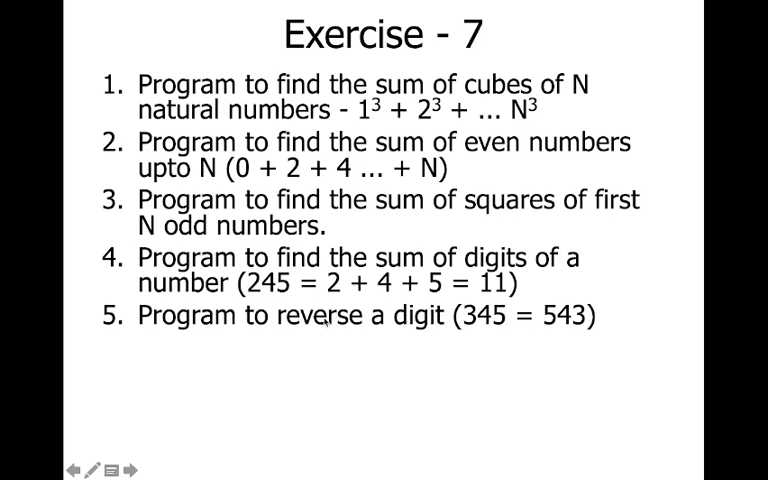 Exercise - 7
1. Program to find the sum of cubes of N
natural numbers - 1³ + 2³ + ... N³
2. Program to find the sum of even numbers
upto N (0 + 2 + 4 ... + N)
3. Program to find the sum of squares of first
N odd numbers.
4. Program to find the sum of digits of a
number (245 = 2 + 4 + 5 = 11)
5. Program to reverse a digit (345 = 543)